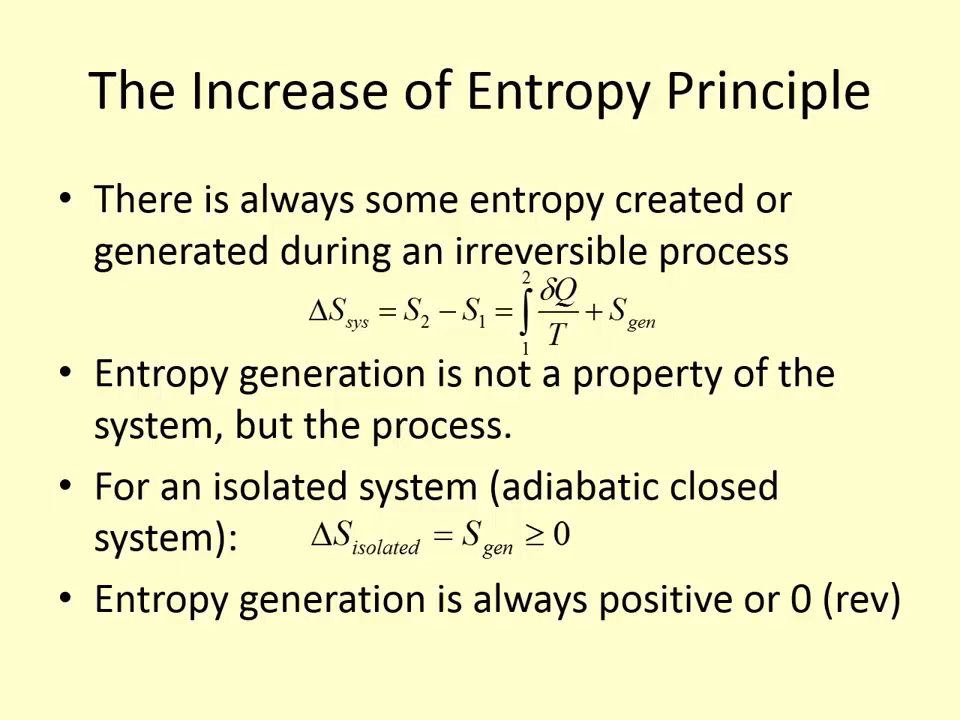 The Increase of Entropy Principle
• There is always some entropy created or
generated during an irreversible process
ΔS_sys = S_2 − S_1 = ∫_1^2 δQ/T + S_gen
• Entropy generation is not a property of the
system, but the process.
• For an isolated system (adiabatic closed
system): ΔS_isolated = S_gen ≥ 0
• Entropy generation is always positive or 0 (rev)